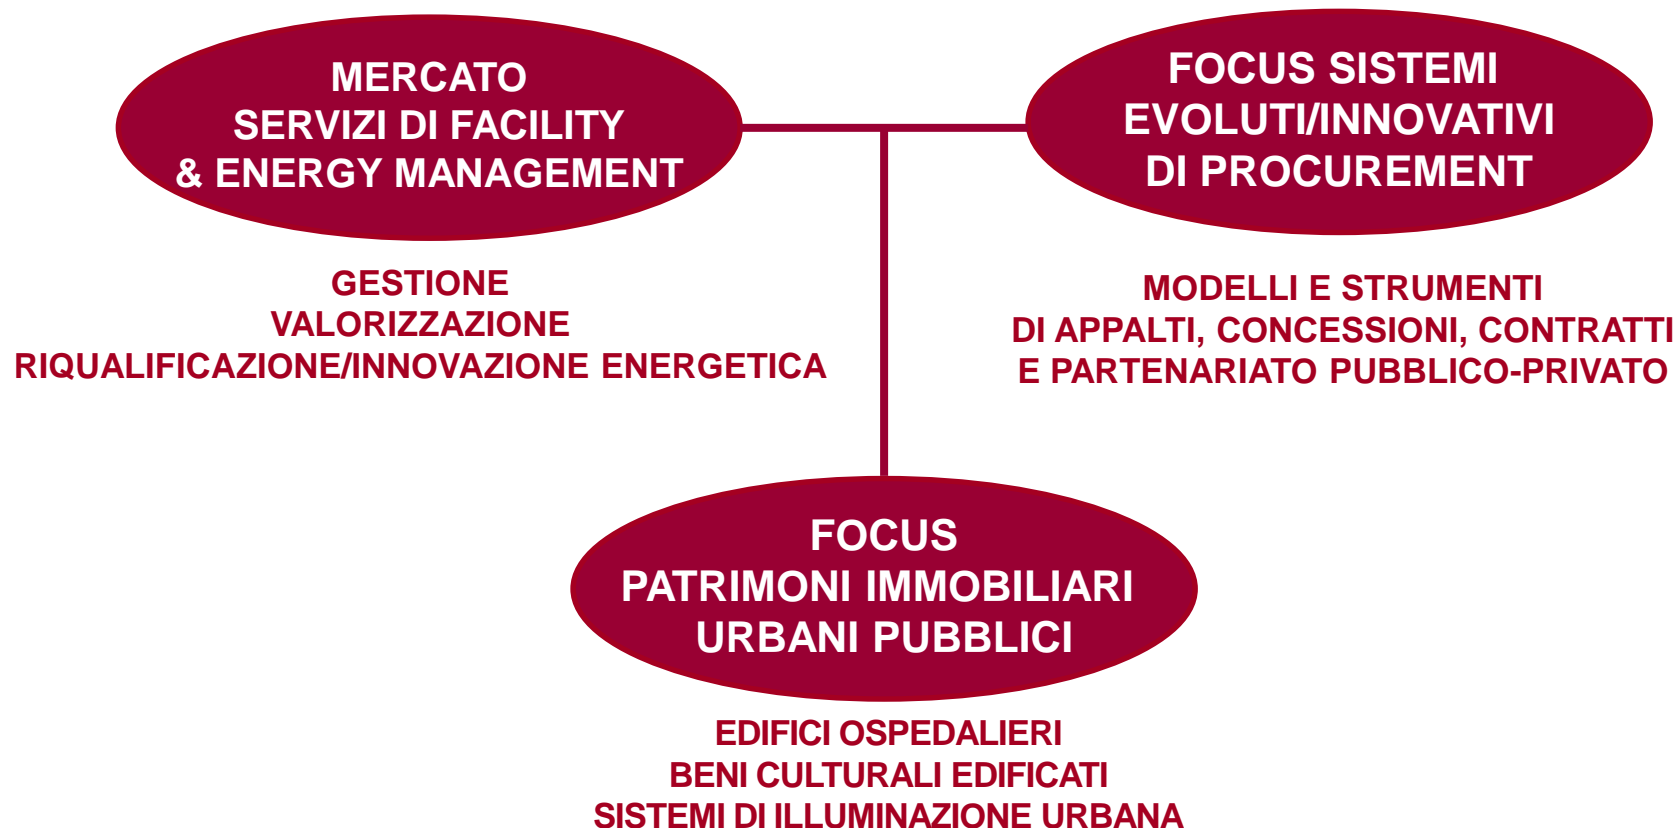 MERCATO
SERVIZI DI FACILITY
& ENERGY MANAGEMENT
GESTIONE
VALORIZZAZIONE
RIQUALIFICAZIONE/INNOVAZIONE ENERGETICA
FOCUS SISTEMI
EVOLUTI/INNOVATIVI
DI PROCUREMENT
MODELLI E STRUMENTI
DI APPALTI, CONCESSIONI, CONTRATTI
E PARTENARIATO PUBBLICO-PRIVATO
FOCUS
PATRIMONI IMMOBILIARI
URBANI PUBBLICI
EDIFICI OSPEDALIERI
BENI CULTURALI EDIFICATI
SISTEMI DI ILLUMINAZIONE URBANA